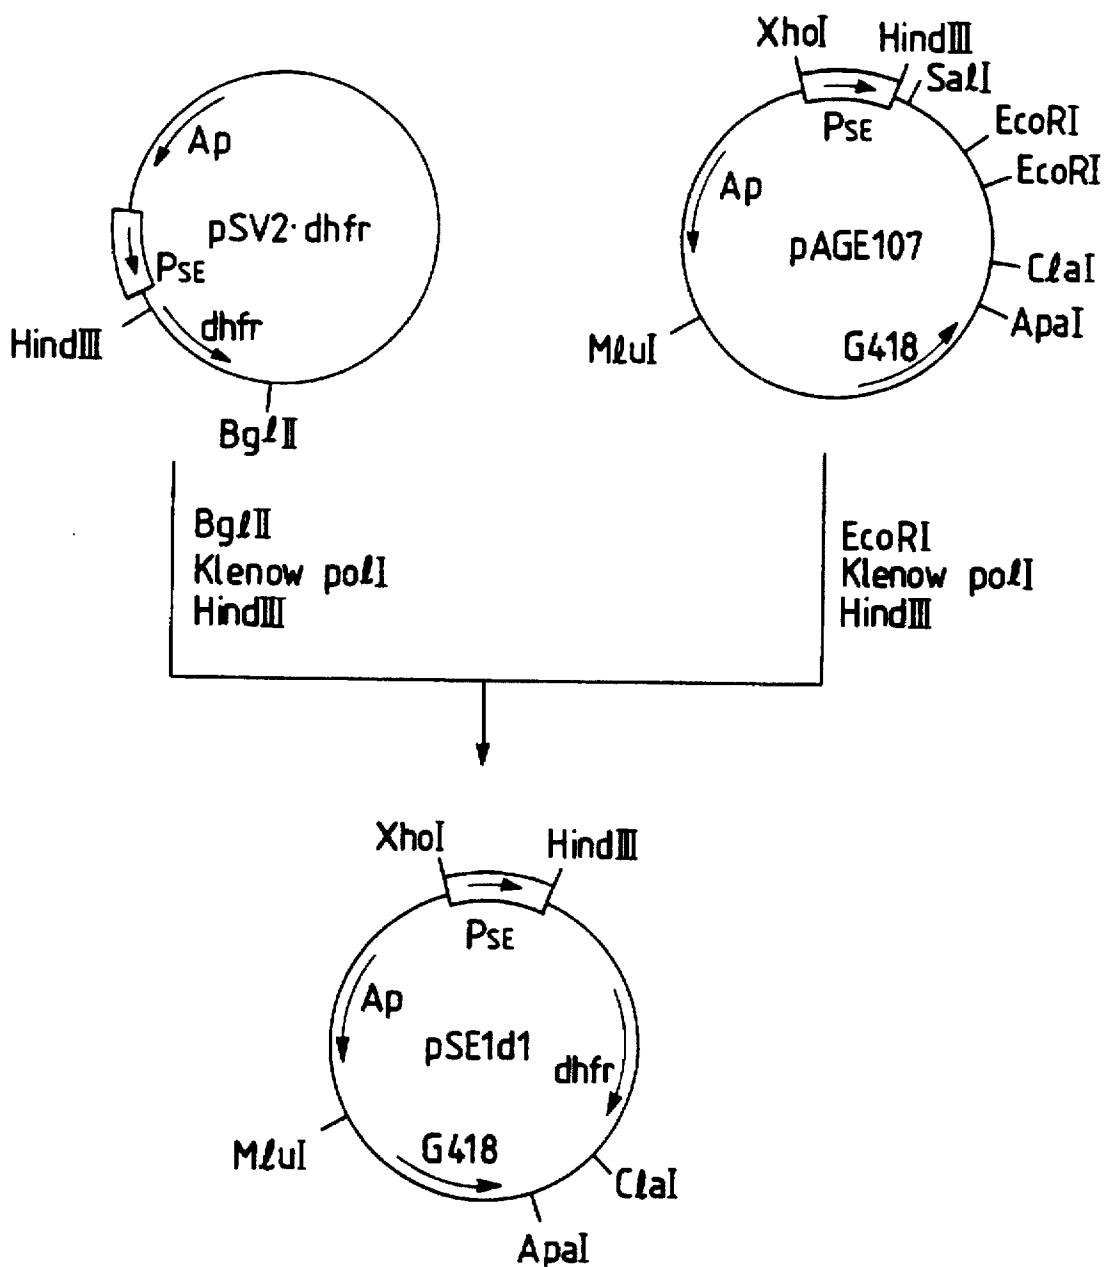 Ap
pSV2·dhfr
PSE
dhfr
HindⅢ
BglⅡ
XhoI
HindⅢ
SalI
EcoRI
EcoRI
PSE
Ap
pAGE107
ClaI
ApaI
MluI
G418
BglⅡ
Klenow polI
HindⅢ
EcoRI
Klenow polI
HindⅢ
XhoI
HindⅢ
PSE
Ap
pSE1d1
dhfr
MluI
G418
ClaI
ApaI